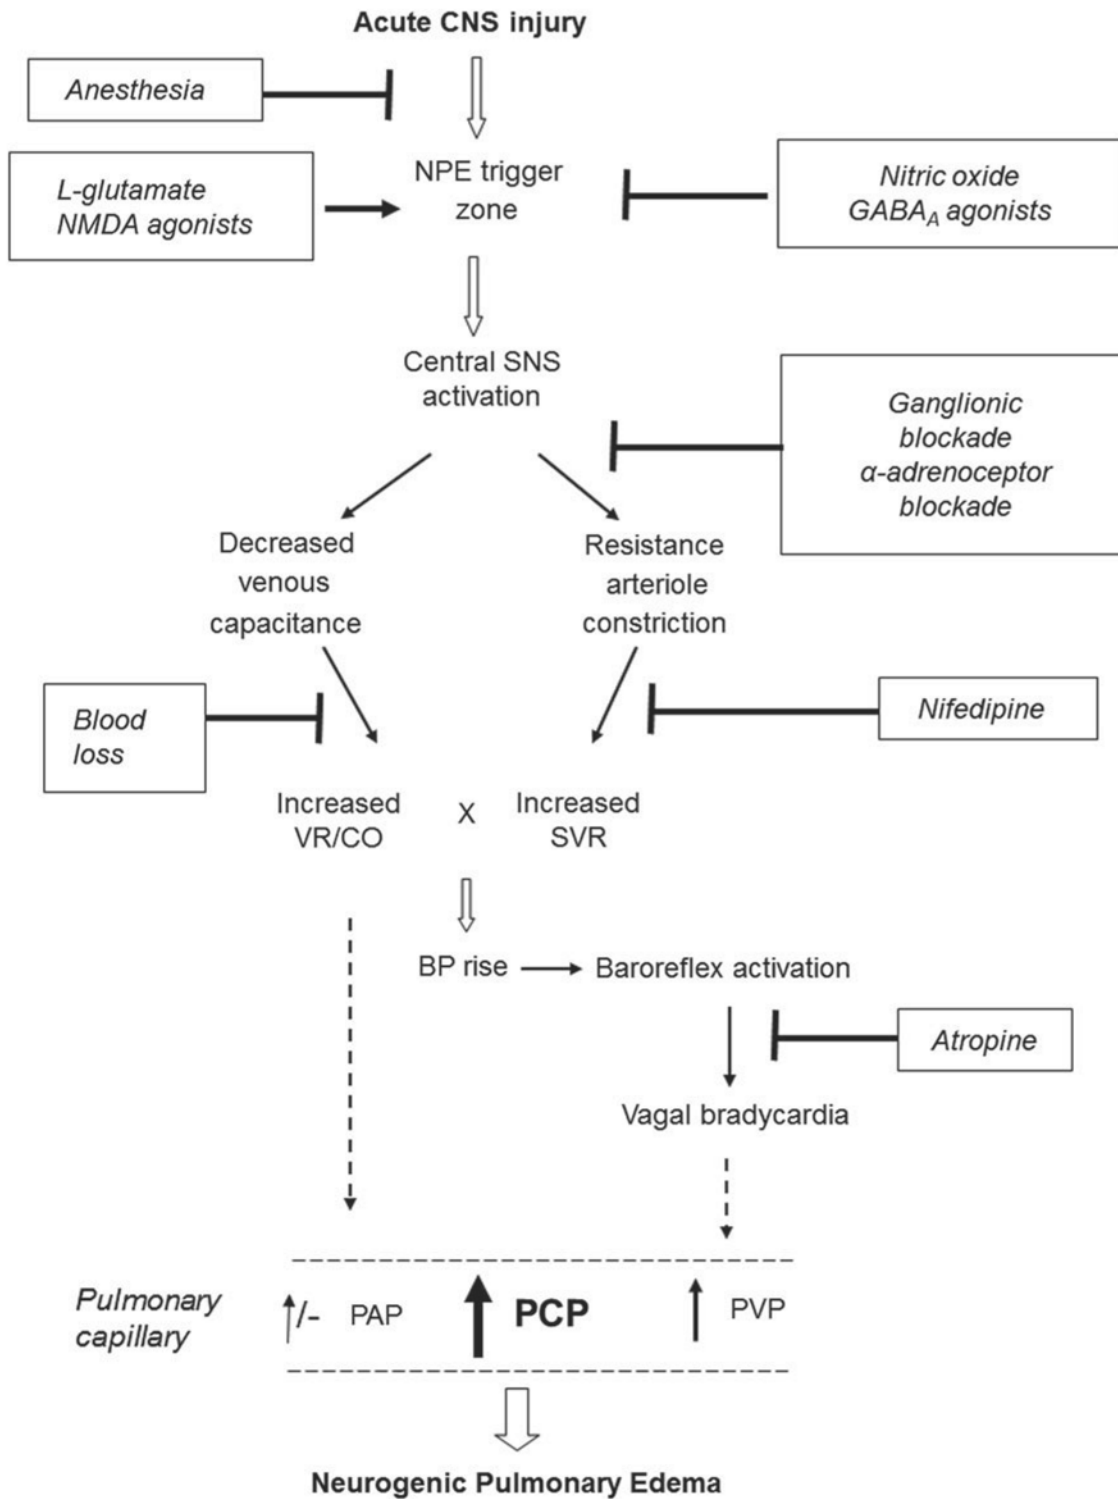 Acute CNS injury
Anesthesia
L-glutamate
NMDA agonists
NPE trigger
zone
Nitric oxide
GABAA agonists
Central SNS
activation
Ganglionic
blockade
α-adrenoceptor
blockade
Decreased
venous
capacitance
Resistance
arteriole
constriction
Blood
loss
Nifedipine
Increased
VR/CO
X
Increased
SVR
BP rise
Baroreflex activation
Atropine
Vagal bradycardia
Pulmonary
capillary
/-
PAP
PCP
PVP
Neurogenic Pulmonary Edema